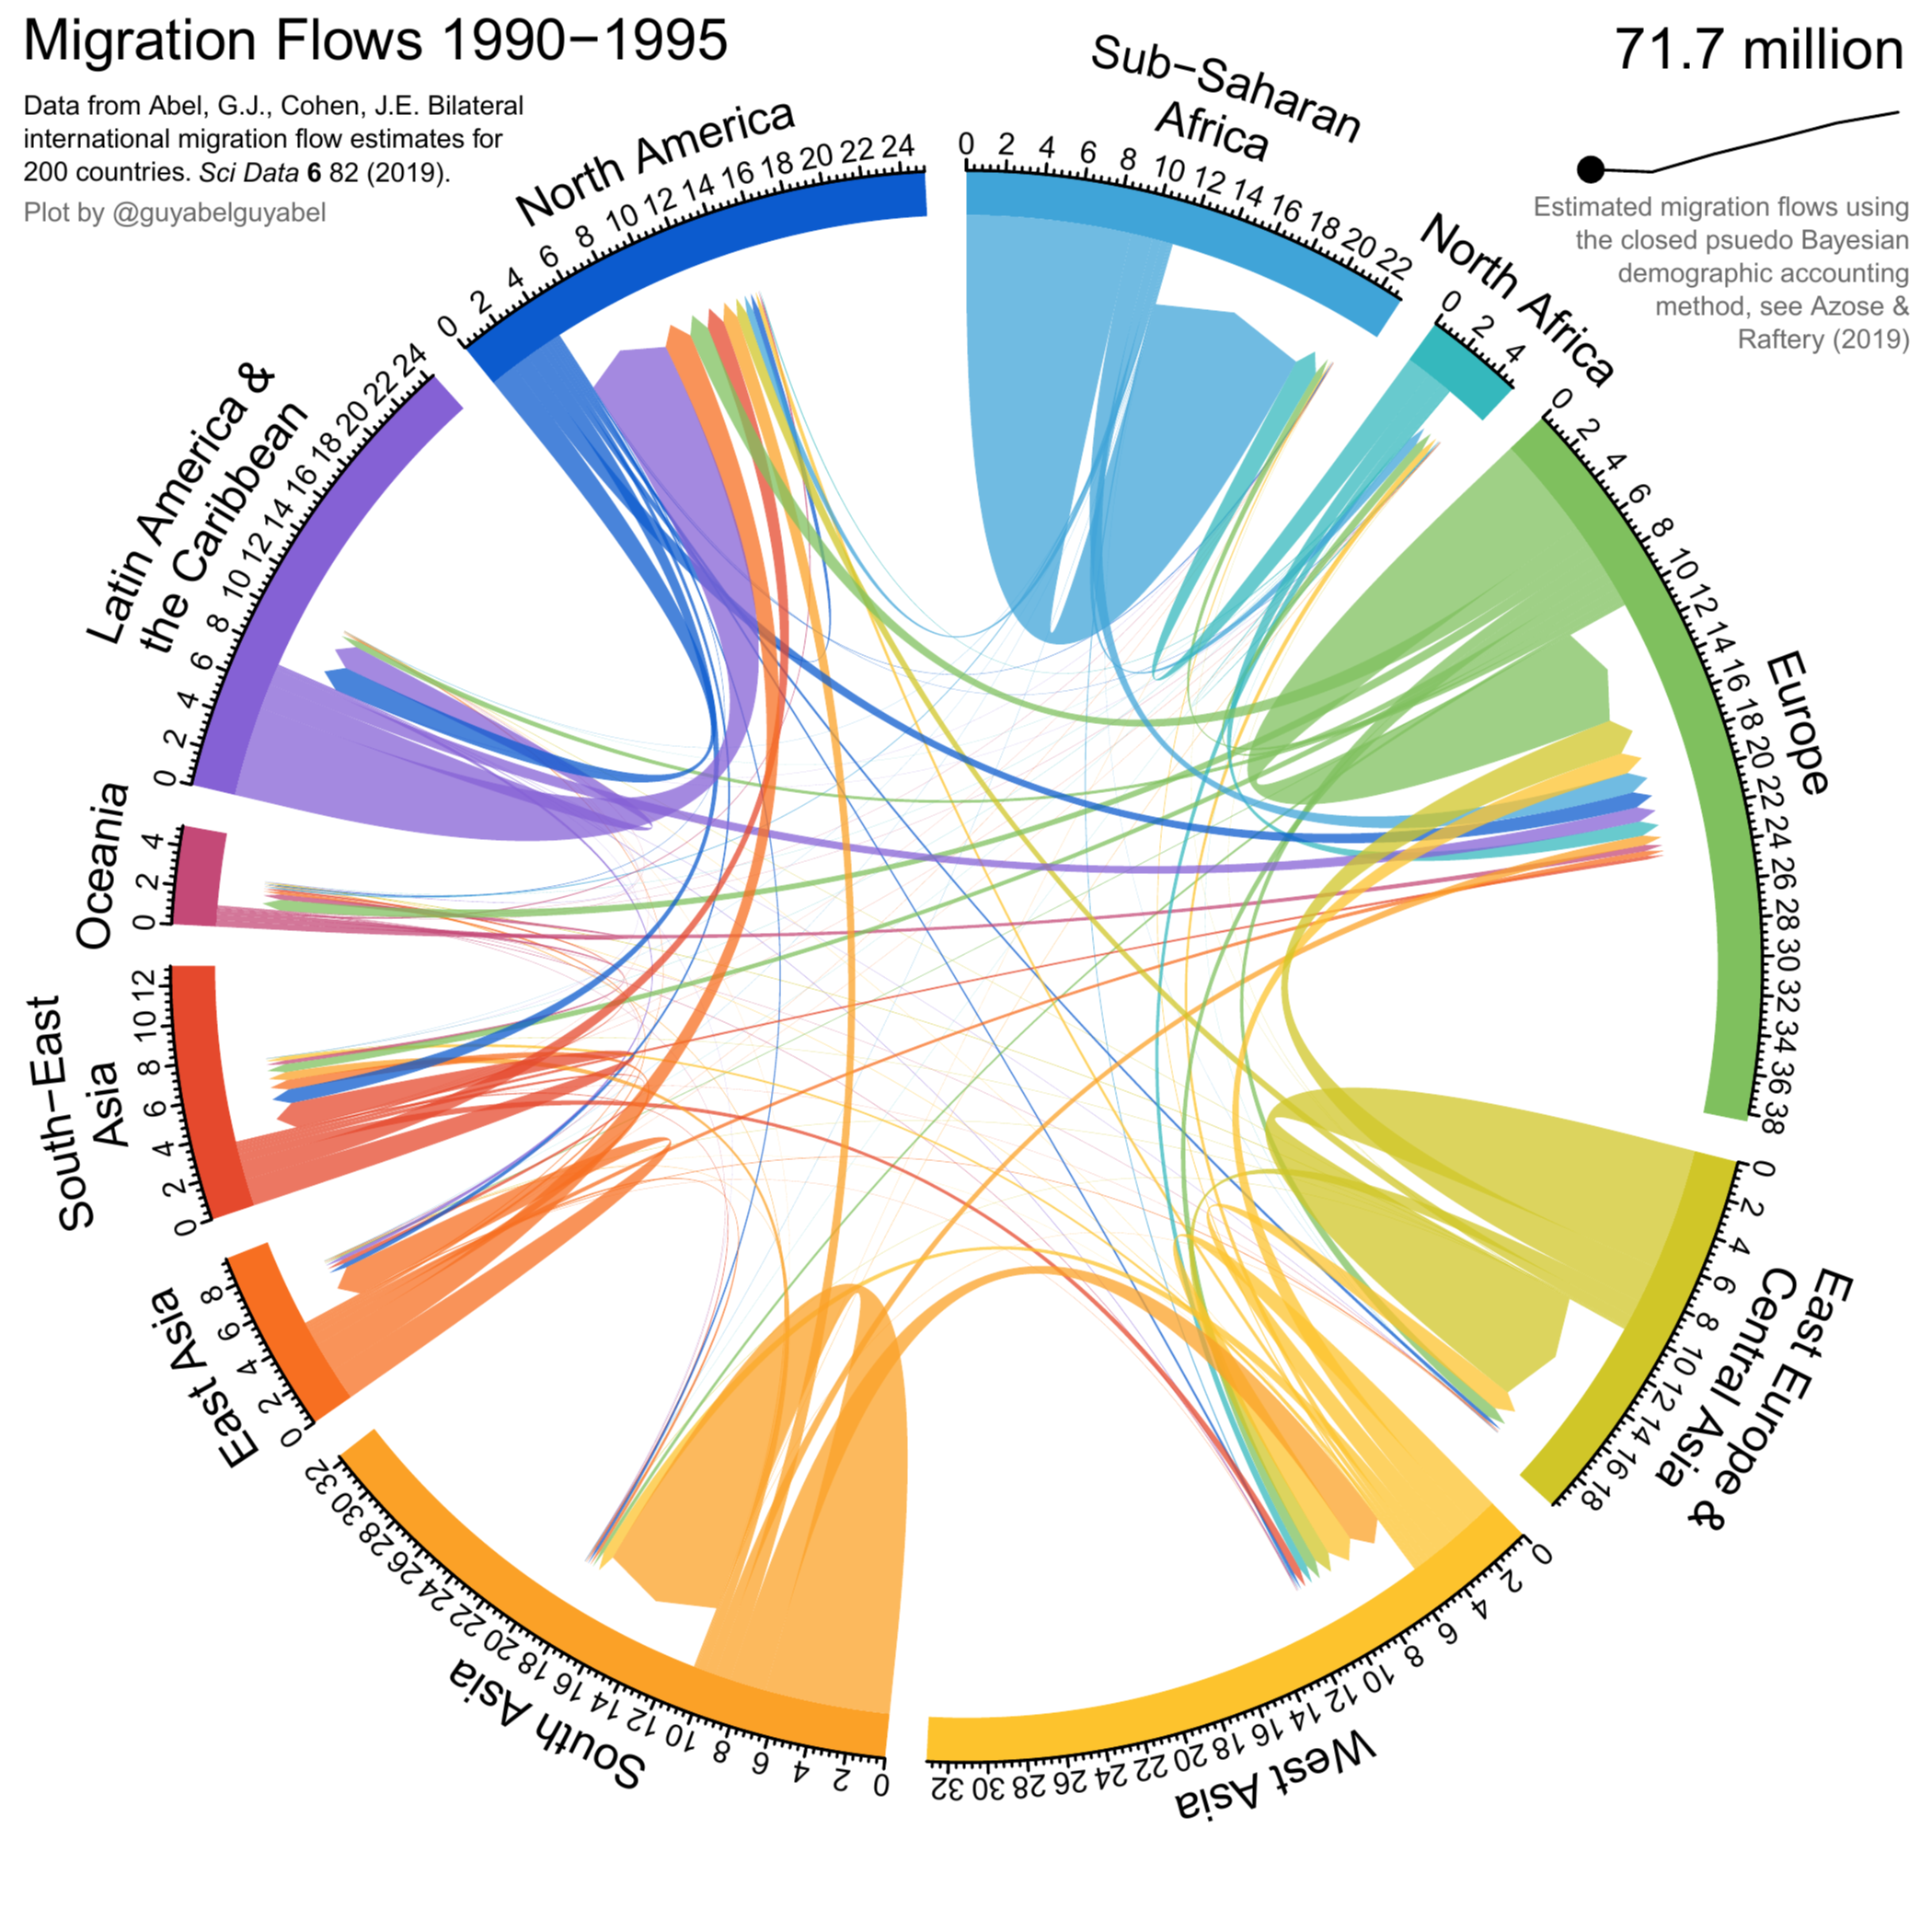 Migration Flows 1990−1995
Data from Abel, G.J., Cohen, J.E. Bilateral
international migration flow estimates for
200 countries. Sci Data 6 82 (2019).
Plot by @guyabelguyabel
71.7 million
Estimated migration flows using
the closed psuedo Bayesian
demographic accounting
method, see Azose &
Raftery (2019)
Sub−Saharan
Africa
0 2 4 6 8 10 12 14 16 18 20 22
North Africa
0 2 4
Europe
0 2 4 6 8 10 12 14 16 18 20 22 24 26 28 30 32 34 36 38
East Europe &
Central Asia
0 2 4 6 8 10 12 14 16 18
West Asia
0 2 4 6 8 10 12 14 16 18 20 22 24 26 28 30 32
South Asia
0 2 4 6 8 10 12 14 16 18 20 22 24 26 28 30 32
East Asia
0 2 4 6 8
South−East
Asia
0 2 4 6 8 10 12
Oceania
0 2 4
Latin America &
the Caribbean
0 2 4 6 8 10 12 14 16 18 20 22 24
North America
0 2 4 6 8 10 12 14 16 18 20 22 24